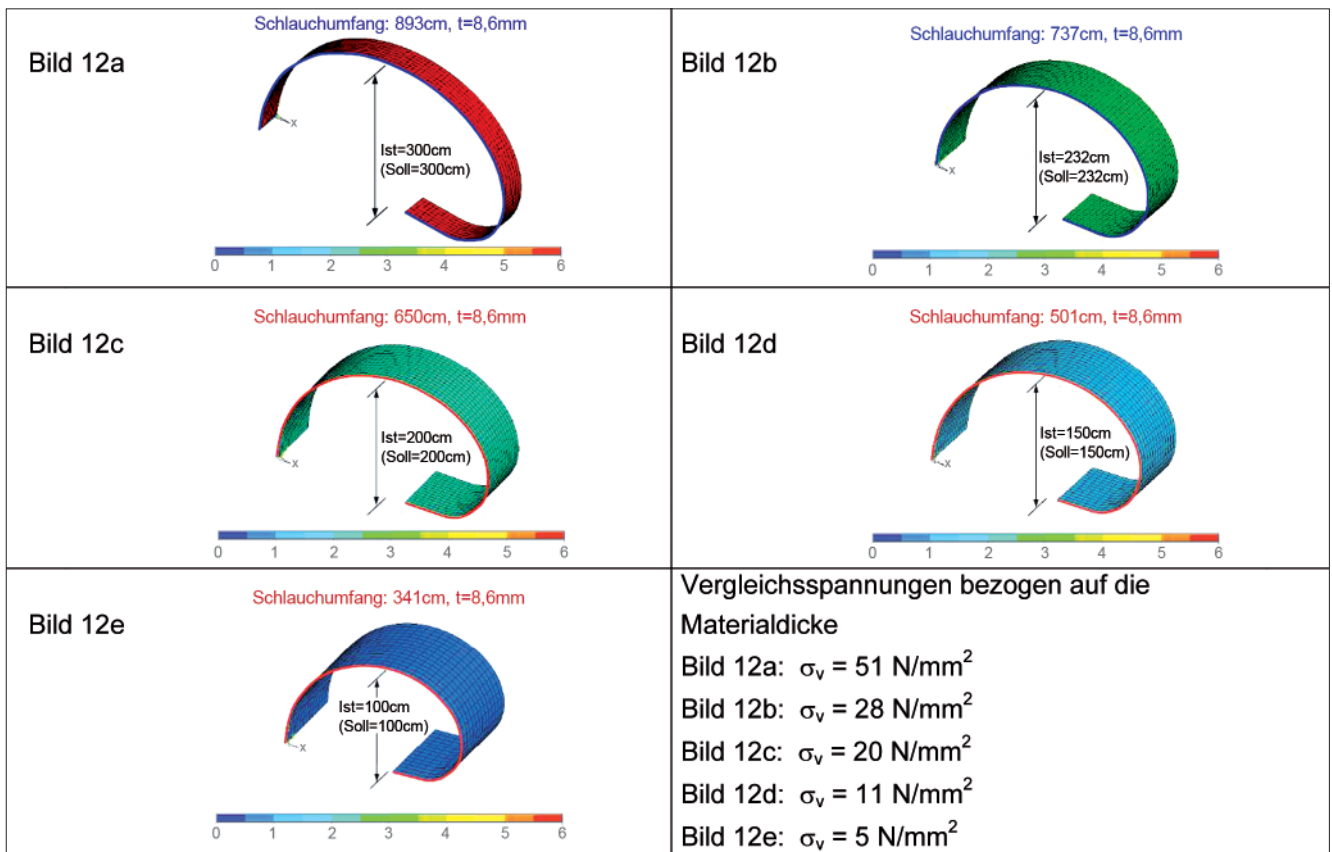 Bild 12a
Schlauchumfang: 893cm, t=8,6mm
Ist=300cm
(Soll=300cm)
x
0 1 2 3 4 5 6
Bild 12b
Schlauchumfang: 737cm, t=8,6mm
Ist=232cm
(Soll=232cm)
x
0 1 2 3 4 5 6
Bild 12c
Schlauchumfang: 650cm, t=8,6mm
Ist=200cm
(Soll=200cm)
x
0 1 2 3 4 5 6
Bild 12d
Schlauchumfang: 501cm, t=8,6mm
Ist=150cm
(Soll=150cm)
x
0 1 2 3 4 5 6
Bild 12e
Schlauchumfang: 341cm, t=8,6mm
Ist=100cm
(Soll=100cm)
x
0 1 2 3 4 5 6
Vergleichsspannungen bezogen auf die
Materialdicke
Bild 12a: σv = 51 N/mm²
Bild 12b: σv = 28 N/mm²
Bild 12c: σv = 20 N/mm²
Bild 12d: σv = 11 N/mm²
Bild 12e: σv = 5 N/mm²